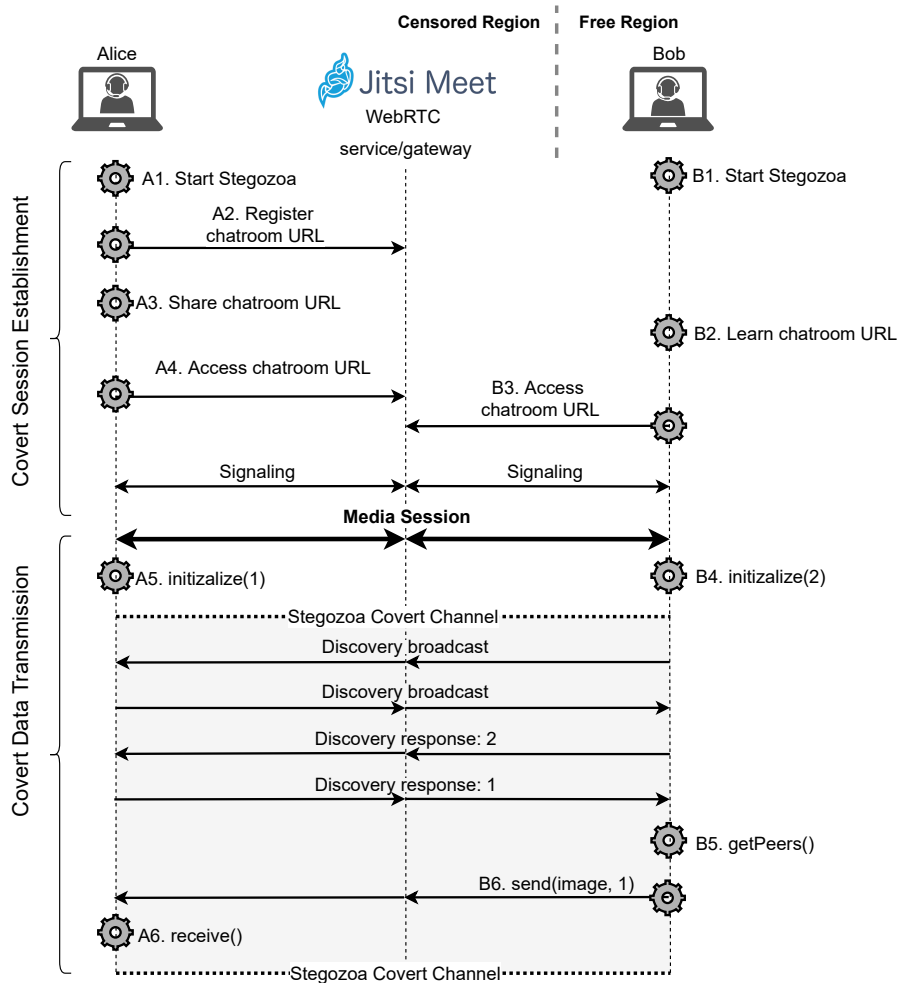 Censored Region
Free Region
Alice
Bob
Jitsi Meet
WebRTC
service/gateway
Covert Session Establishment
A1. Start Stegozoa
B1. Start Stegozoa
A2. Register
chatroom URL
A3. Share chatroom URL
B2. Learn chatroom URL
A4. Access chatroom URL
B3. Access
chatroom URL
Signaling
Signaling
Media Session
Covert Data Transmission
A5. initizalize(1)
B4. initizalize(2)
Stegozoa Covert Channel
Discovery broadcast
Discovery broadcast
Discovery response: 2
Discovery response: 1
B5. getPeers()
B6. send(image, 1)
A6. receive()
Stegozoa Covert Channel